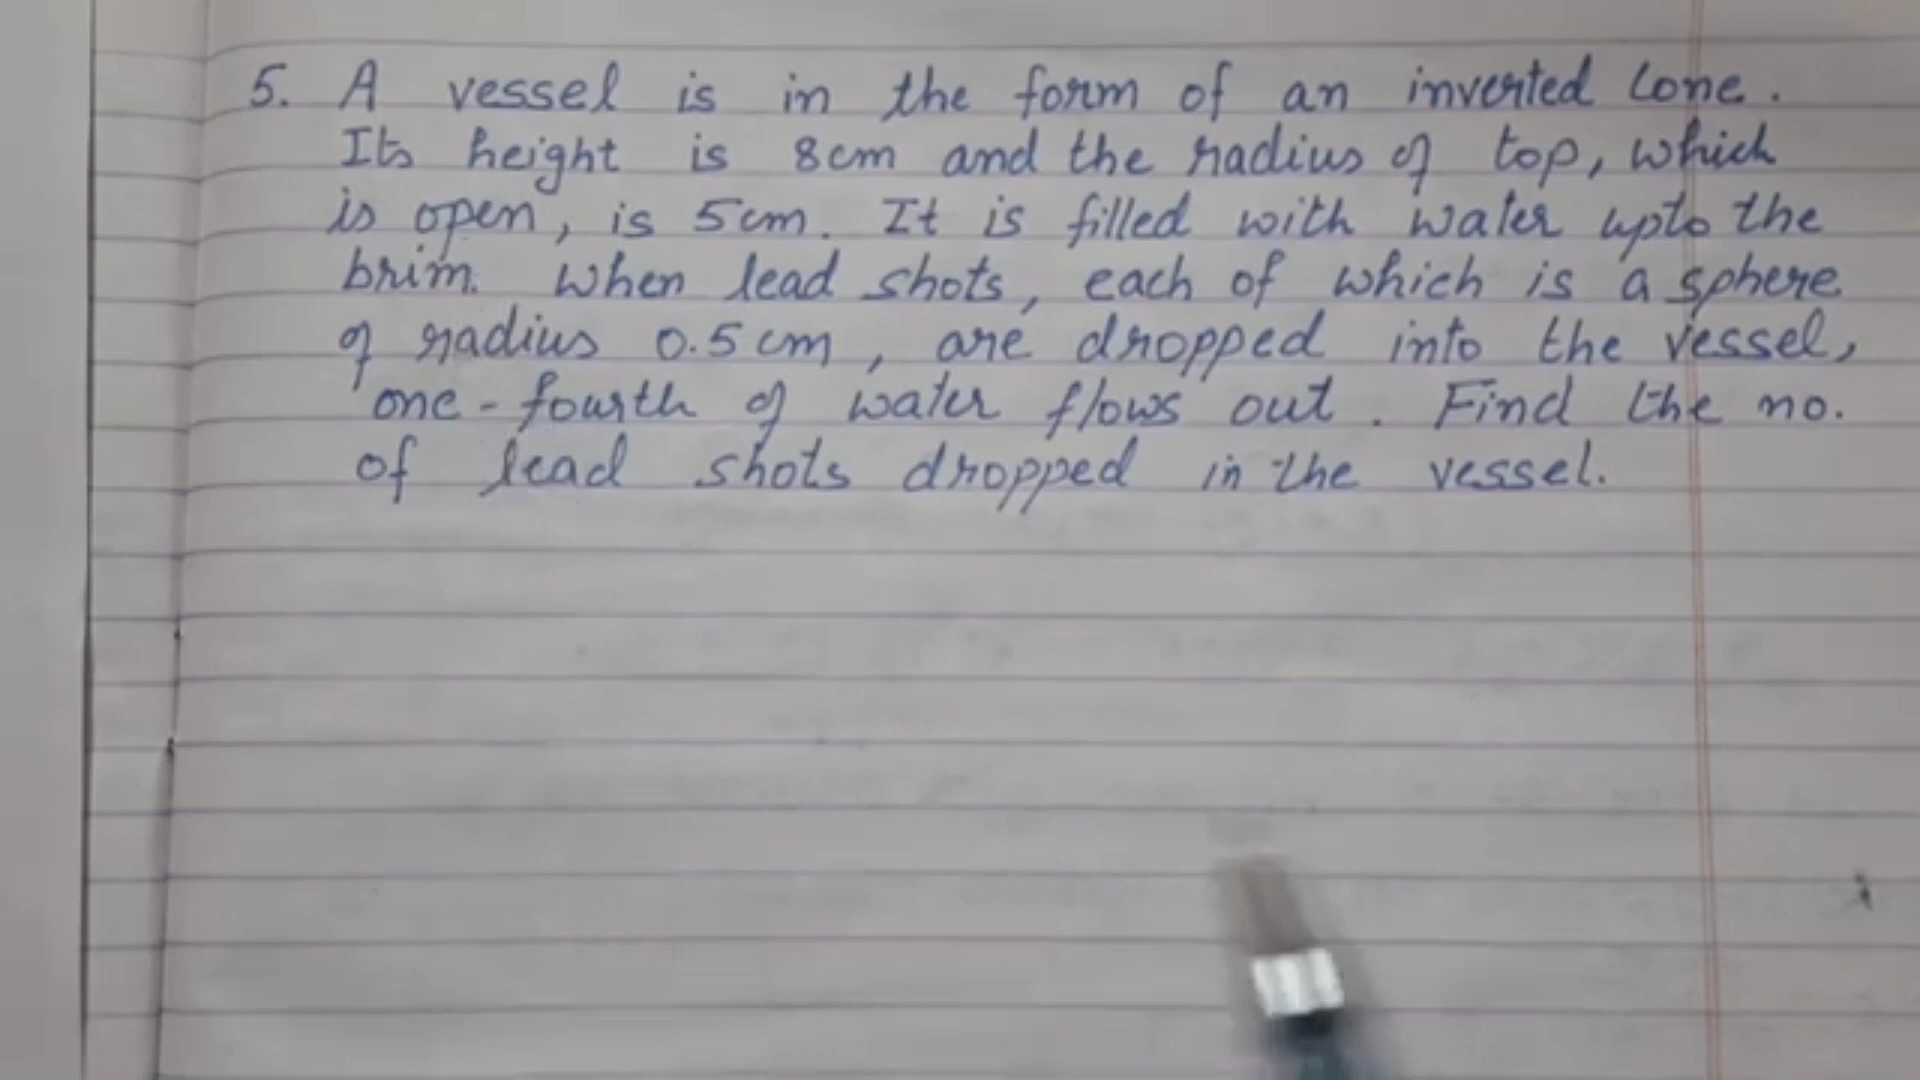 5. A vessel is in the form of an inverted cone.
Its height is 8cm and the radius of top, which
is open, is 5cm. It is filled with water upto the
brim. When lead shots, each of which is a sphere
of radius 0.5cm, are dropped into the vessel,
one-fourth of water flows out. Find the no.
of lead shots dropped in the vessel.